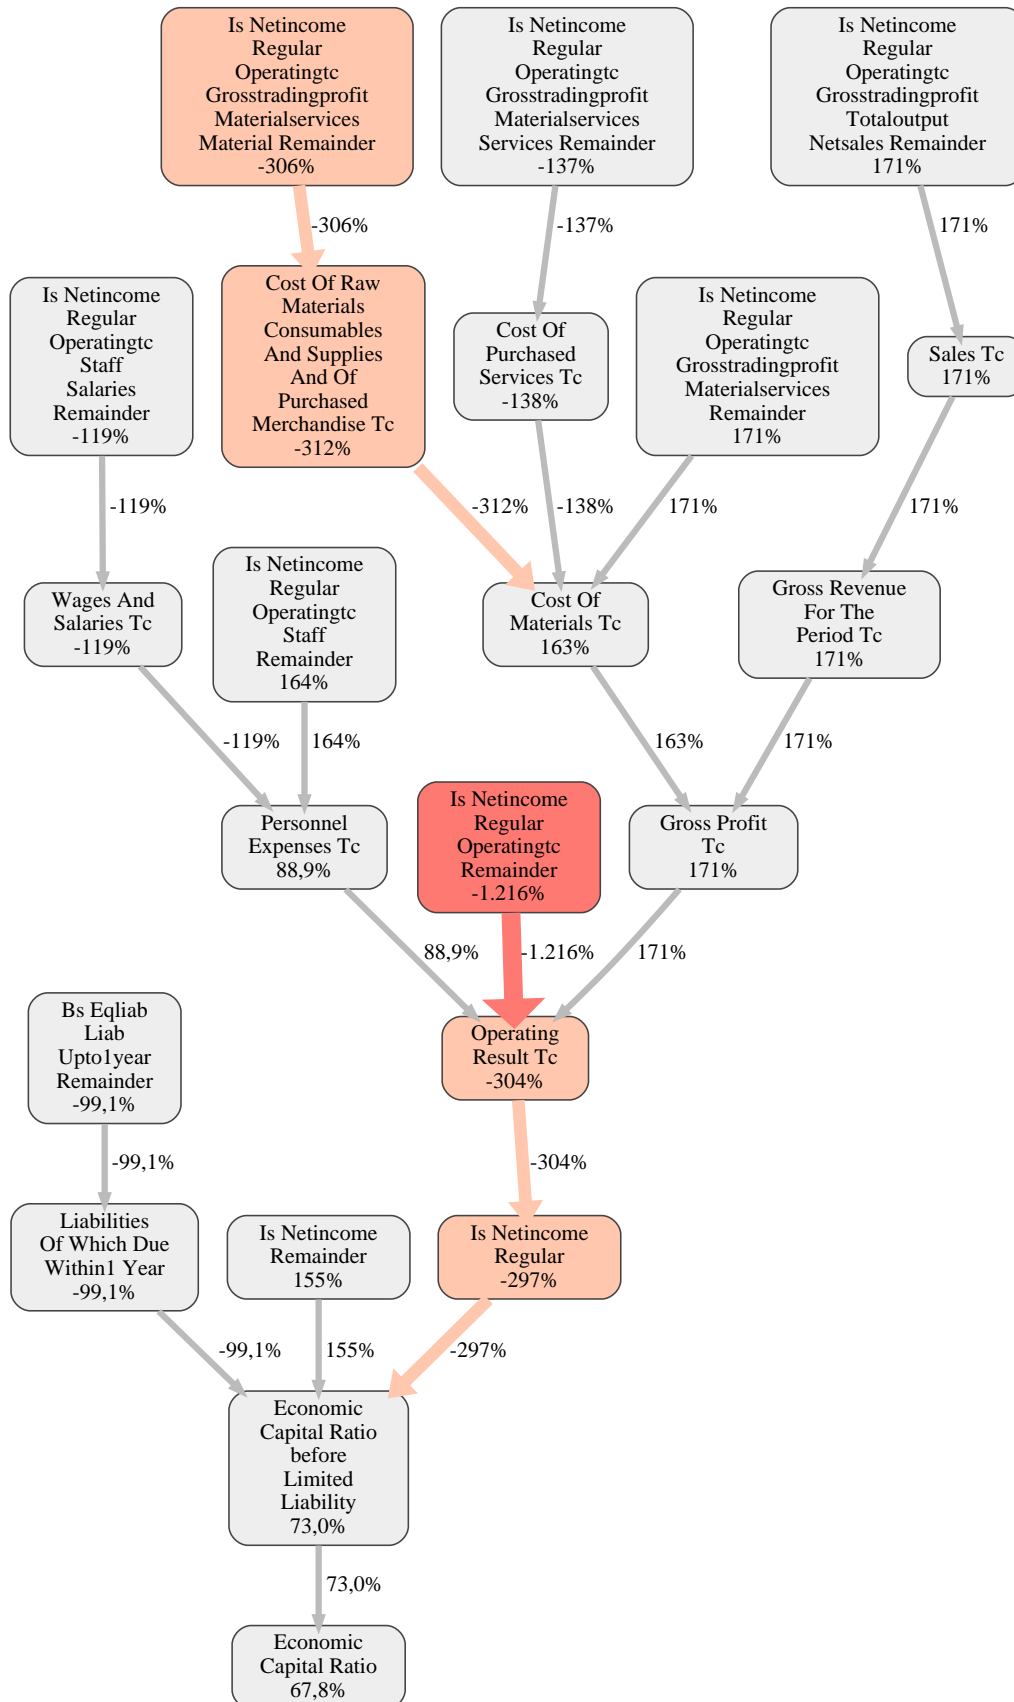 Is Netincome
Regular
Operatingtc
Grosstradingprofit
Materialservices
Material Remainder
-306%
Is Netincome
Regular
Operatingtc
Grosstradingprofit
Materialservices
Services Remainder
-137%
Is Netincome
Regular
Operatingtc
Grosstradingprofit
Totaloutput
Netsales Remainder
171%
-306%
-137%
171%
Is Netincome
Regular
Operatingtc
Staff
Salaries
Remainder
-119%
Cost Of Raw
Materials
Consumables
And Supplies
And Of
Purchased
Merchandise Tc
-312%
Cost Of
Purchased
Services Tc
-138%
Is Netincome
Regular
Operatingtc
Grosstradingprofit
Materialservices
Remainder
171%
Sales Tc
171%
-119%
-312%
-138%
171%
171%
Wages And
Salaries Tc
-119%
Is Netincome
Regular
Operatingtc
Staff
Remainder
164%
Cost Of
Materials Tc
163%
Gross Revenue
For The
Period Tc
171%
-119%
164%
163%
171%
Personnel
Expenses Tc
88,9%
Is Netincome
Regular
Operatingtc
Remainder
-1.216%
Gross Profit
Tc
171%
88,9%
-1.216%
171%
Bs Eqliab
Liab
Upto1year
Remainder
-99,1%
Operating
Result Tc
-304%
-99,1%
-304%
Liabilities
Of Which Due
Within1 Year
-99,1%
Is Netincome
Remainder
155%
Is Netincome
Regular
-297%
-99,1%
155%
-297%
Economic
Capital Ratio
before
Limited
Liability
73,0%
73,0%
Economic
Capital Ratio
67,8%